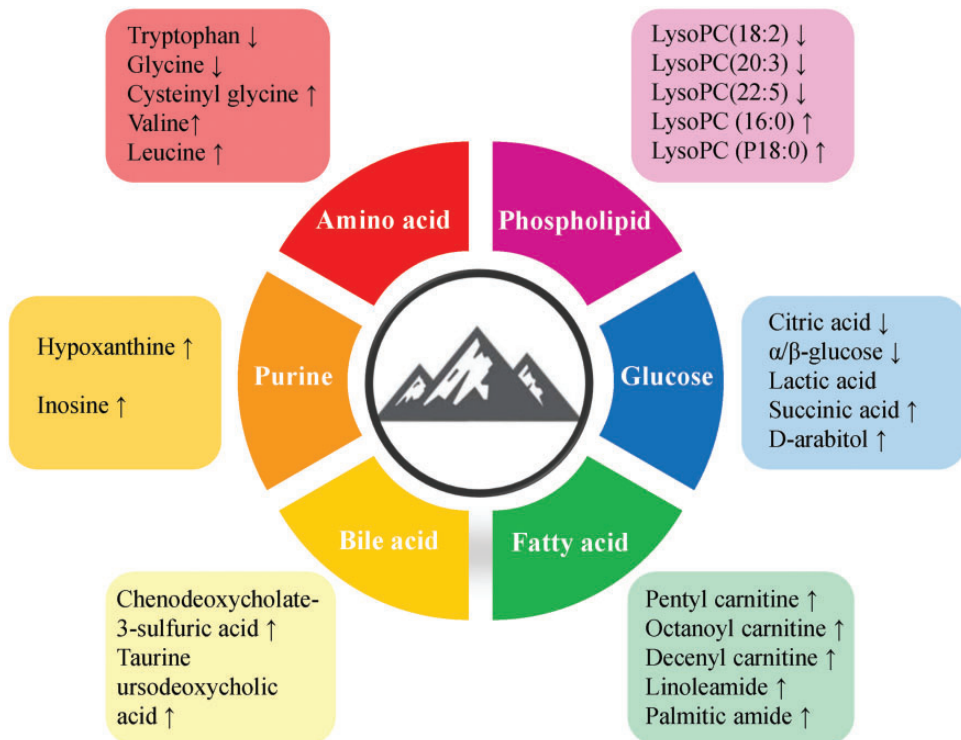 Tryptophan ↓
Glycine ↓
Cysteinyl glycine ↑
Valine↑
Leucine ↑
LysoPC(18:2) ↓
LysoPC(20:3) ↓
LysoPC(22:5) ↓
LysoPC (16:0) ↑
LysoPC (P18:0) ↑
Amino acid
Phospholipid
Hypoxanthine ↑
Inosine ↑
Purine
Glucose
Citric acid ↓
α/β-glucose ↓
Lactic acid
Succinic acid ↑
D-arabitol ↑
Bile acid
Fatty acid
Chenodeoxycholate-
3-sulfuric acid ↑
Taurine
ursodeoxycholic
acid ↑
Pentyl carnitine ↑
Octanoyl carnitine ↑
Decenyl carnitine ↑
Linoleamide ↑
Palmitic amide ↑